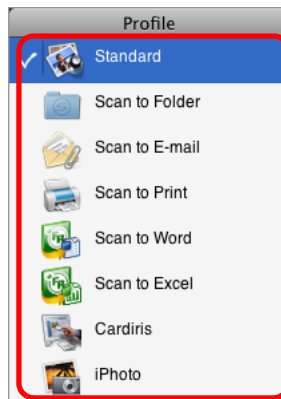 Profile
Standard
Scan to Folder
Scan to E-mail
Scan to Print
Scan to Word
Scan to Excel
Cardiris
iPhoto